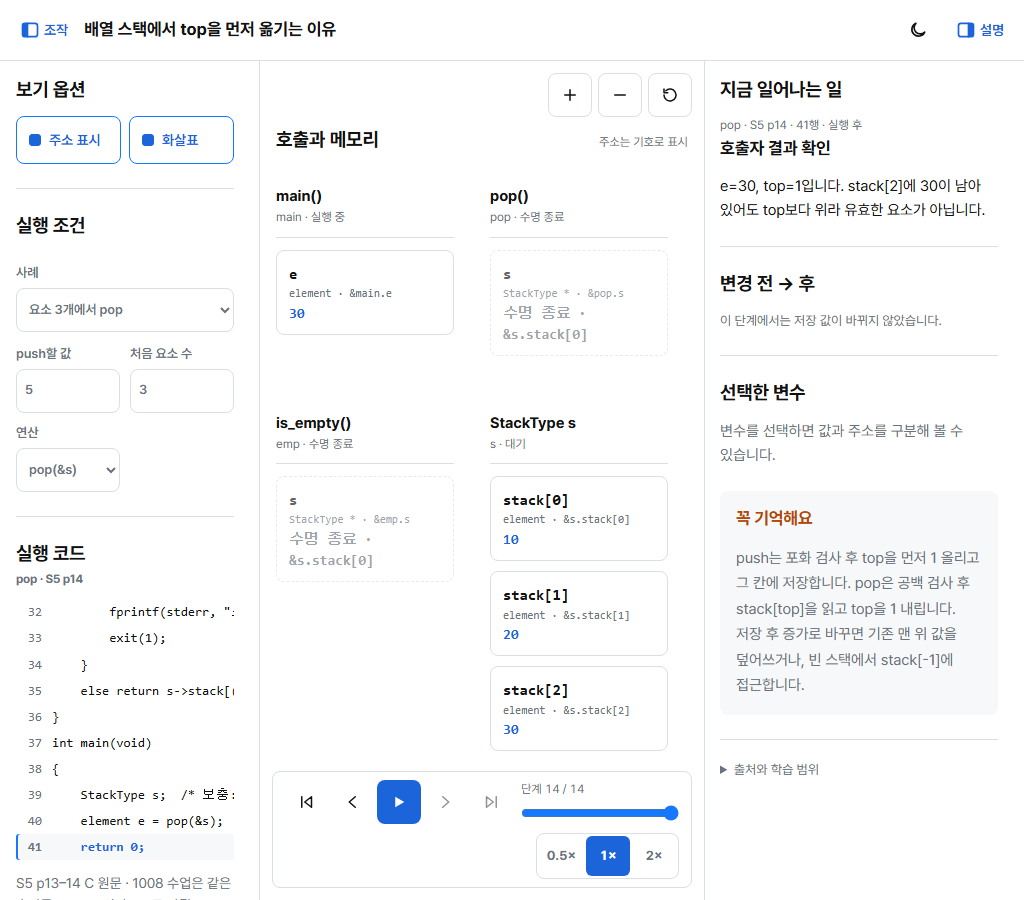 조작
배열 스택에서 top을 먼저 옮기는 이유
설명
보기 옵션
주소 표시
화살표
실행 조건
사례
요소 3개에서 pop
push할 값
처음 요소 수
5
3
연산
pop(&s)
실행 코드
pop · S5 p14
32 fprintf(stderr, "
33 exit(1);
34 }
35 else return s->stack[(
36 }
37 int main(void)
38 {
39 StackType s; /* 보충:
40 element e = pop(&s);
41 return 0;
S5 p13–14 C 원문 · 1008 수업은 같은
호출과 메모리
주소는 기호로 표시
main()
main · 실행 중
e
element · &main.e
30
pop()
pop · 수명 종료
s
StackType * · &pop.s
수명 종료 ·
&s.stack[0]
is_empty()
emp · 수명 종료
s
StackType * · &emp.s
수명 종료 ·
&s.stack[0]
StackType s
s · 대기
stack[0]
element · &s.stack[0]
10
stack[1]
element · &s.stack[1]
20
stack[2]
element · &s.stack[2]
30
단계 14 / 14
0.5×
1×
2×
지금 일어나는 일
pop · S5 p14 · 41행 · 실행 후
호출자 결과 확인
e=30, top=1입니다. stack[2]에 30이 남아
있어도 top보다 위라 유효한 요소가 아닙니다.
변경 전 → 후
이 단계에서는 저장 값이 바뀌지 않았습니다.
선택한 변수
변수를 선택하면 값과 주소를 구분해 볼 수
있습니다.
꼭 기억해요
push는 포화 검사 후 top을 먼저 1 올리고
그 칸에 저장합니다. pop은 공백 검사 후
stack[top]을 읽고 top을 1 내립니다.
저장 후 증가로 바꾸면 기존 맨 위 값을
덮어쓰거나, 빈 스택에서 stack[-1]에
접근합니다.
출처와 학습 범위